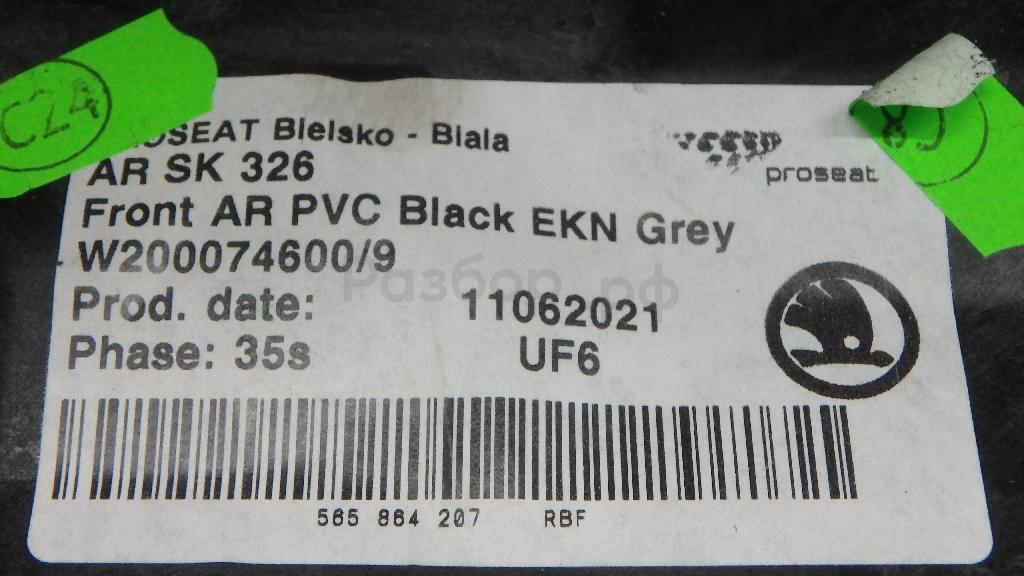 C24
PROSEAT Bielsko - Biala
proseat
AR SK 326
Front AR PVC Black EKN Grey
W200074600/9
Разбор.рф
Prod. date: 11062021
Phase: 35s UF6
565 864 207 RBF